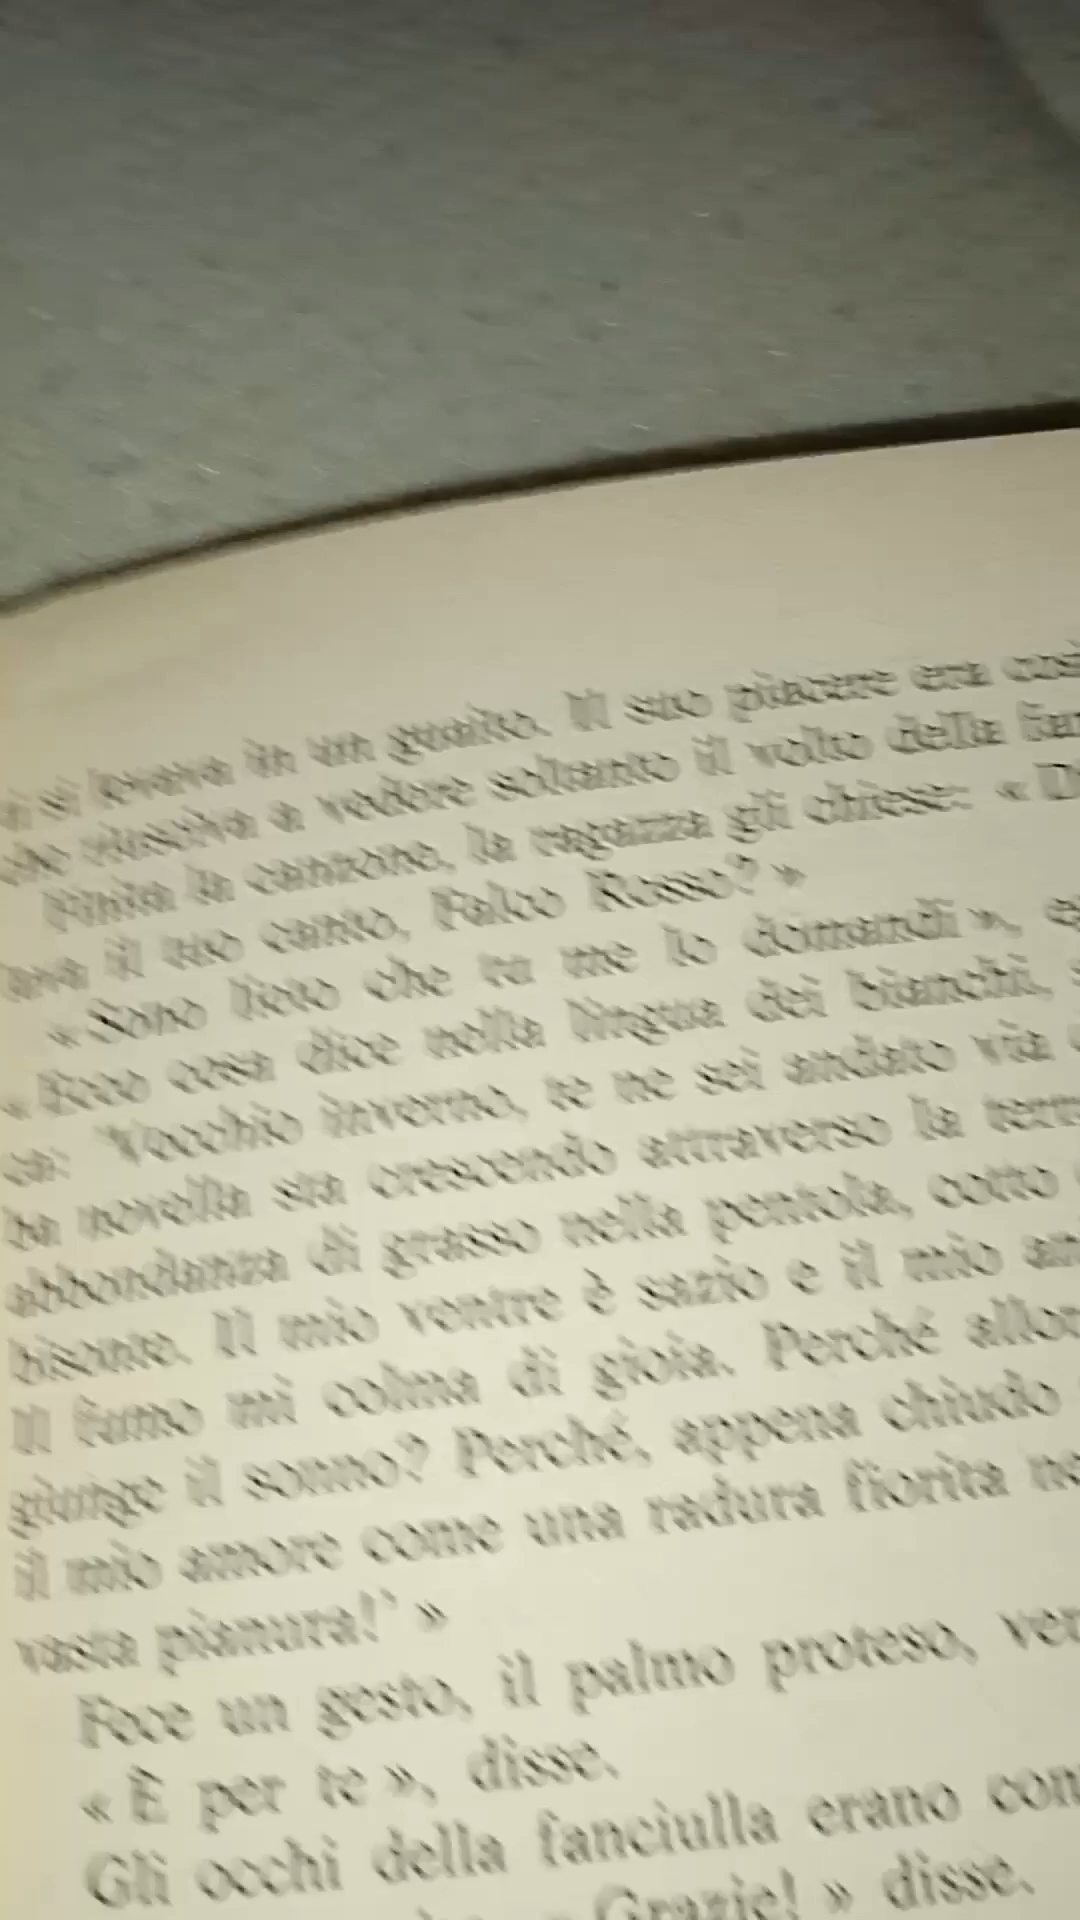 si levava in un guaito. Il suo piacere era così
che riusciva a vedere soltanto il volto della
Finita la canzone, la ragazza gli chiese: «
il tuo canto, Falco Rosso? »
« Sono lieto che tu me lo domandi »,
« Ecco cosa dice nella lingua dei bianchi,
ca: 'Vecchio inverno, te ne sei andato via
ba novella sta crescendo attraverso la
abbondanza di grasso nella pentola, cotto
bisonte. Il mio ventre è sazio e il mio
Il fumo mi colma di gioia. Perché
giunge il sonno? Perché, appena chiudo
il mio amore come una radura fiorita
vasta pianura!' »
Fece un gesto, il palmo proteso,
« È per te », disse.
Gli occhi della fanciulla erano
« Grazie! » disse.